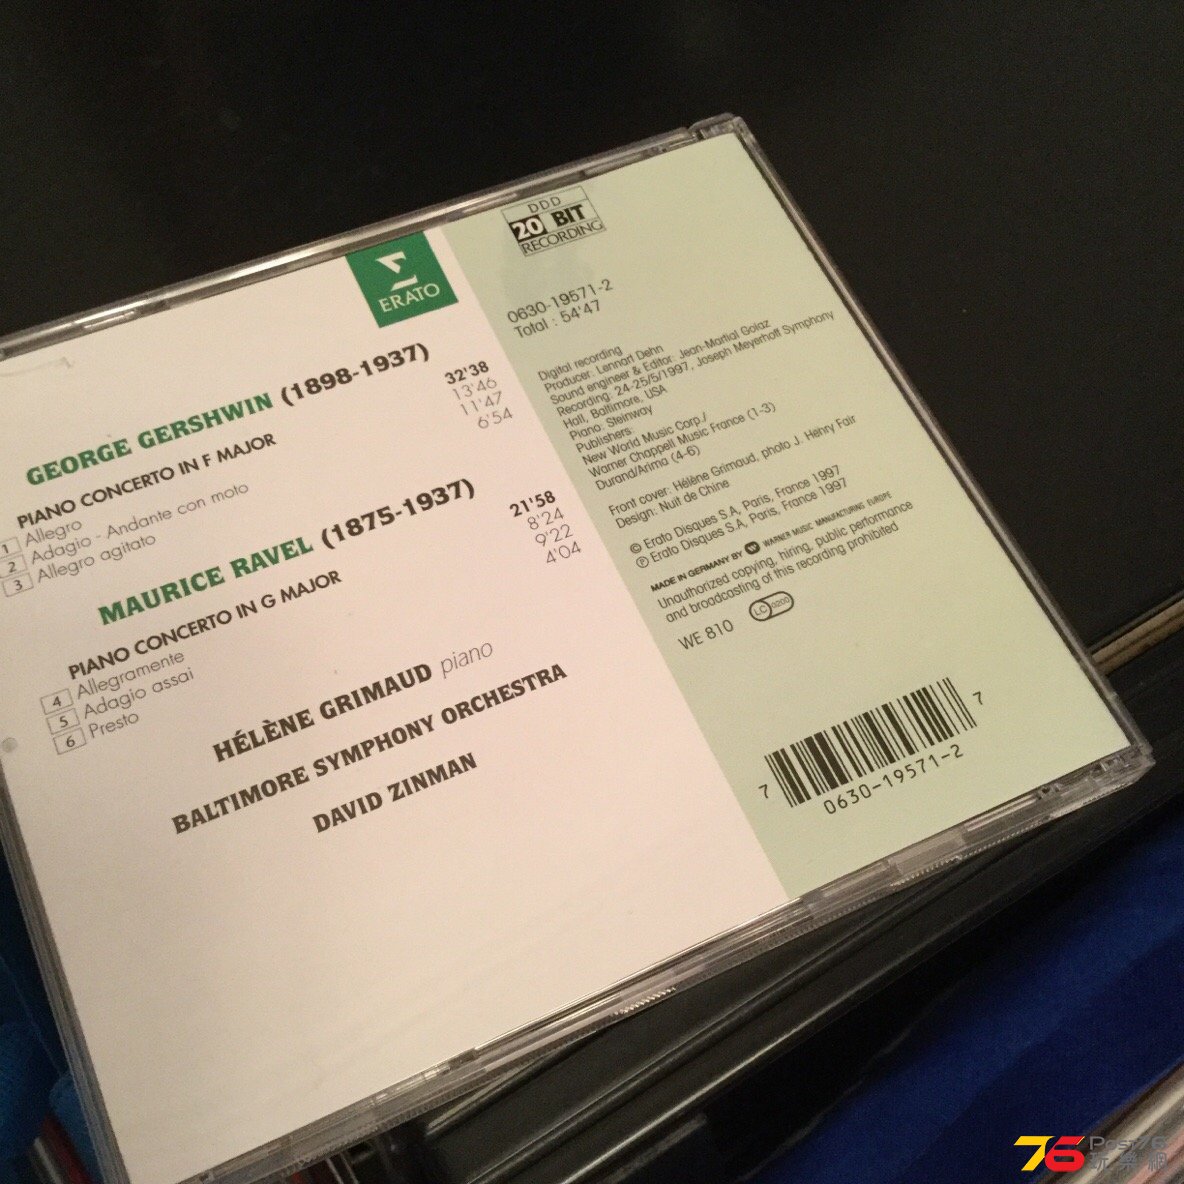 ERATO
GEORGE GERSHWIN (1898-1937)
PIANO CONCERTO IN F MAJOR 32'38
1 Allegro 13'46
2 Adagio - Andante con moto 11'47
3 Allegro agitato 6'54
MAURICE RAVEL (1875-1937)
PIANO CONCERTO IN G MAJOR 21'58
4 Allegramente 8'24
5 Adagio assai 9'22
6 Presto 4'04
HÉLÈNE GRIMAUD piano
BALTIMORE SYMPHONY ORCHESTRA
DAVID ZINMAN
DDD
20 BIT
RECORDING
0630-19571-2
Total : 54'47
Digital recording
Producer: Lennart Dehn
Sound engineer & Editor: Jean-Martial Golaz
Recording: 24-25/5/1997, Joseph Meyerhoff Symphony
Hall, Baltimore, USA
Piano: Steinway
Publishers:
New World Music Corp./
Warner Chappell Music France (1-3)
Durand/Arima (4-6)
Front cover: Hélène Grimaud, photo J. Henry Fair
Design: Nuit de Chine
© Erato Disques S.A, Paris, France 1997
℗ Erato Disques S.A, Paris, France 1997
MADE IN GERMANY BY WARNER MUSIC MANUFACTURING EUROPE
Unauthorized copying, hiring, public performance
and broadcasting of this recording prohibited
WE 810 LC 0200
7 0630-19571-2 7
76 Post76
玩樂網